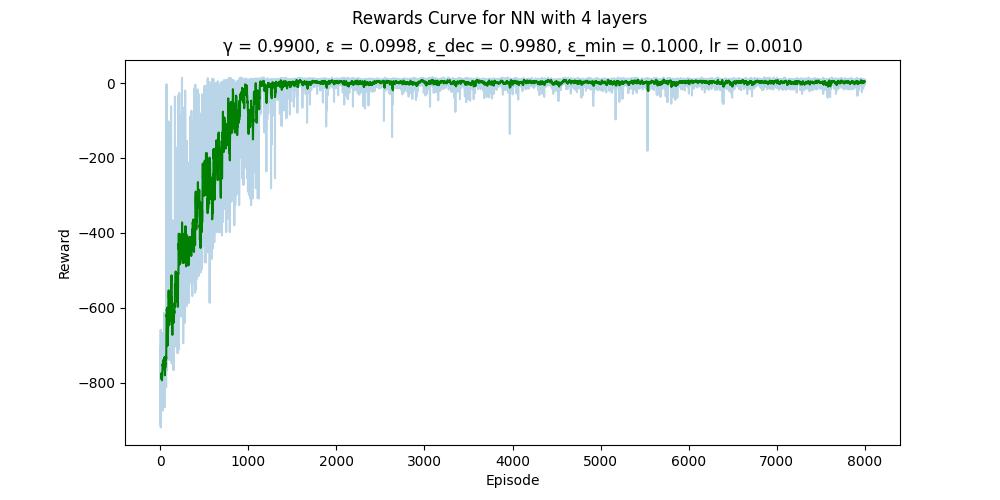 Rewards Curve for NN with 4 layers
γ = 0.9900, ε = 0.0998, ε_dec = 0.9980, ε_min = 0.1000, lr = 0.0010
0
−200
−400
−600
−800
Reward
0 1000 2000 3000 4000 5000 6000 7000 8000
Episode